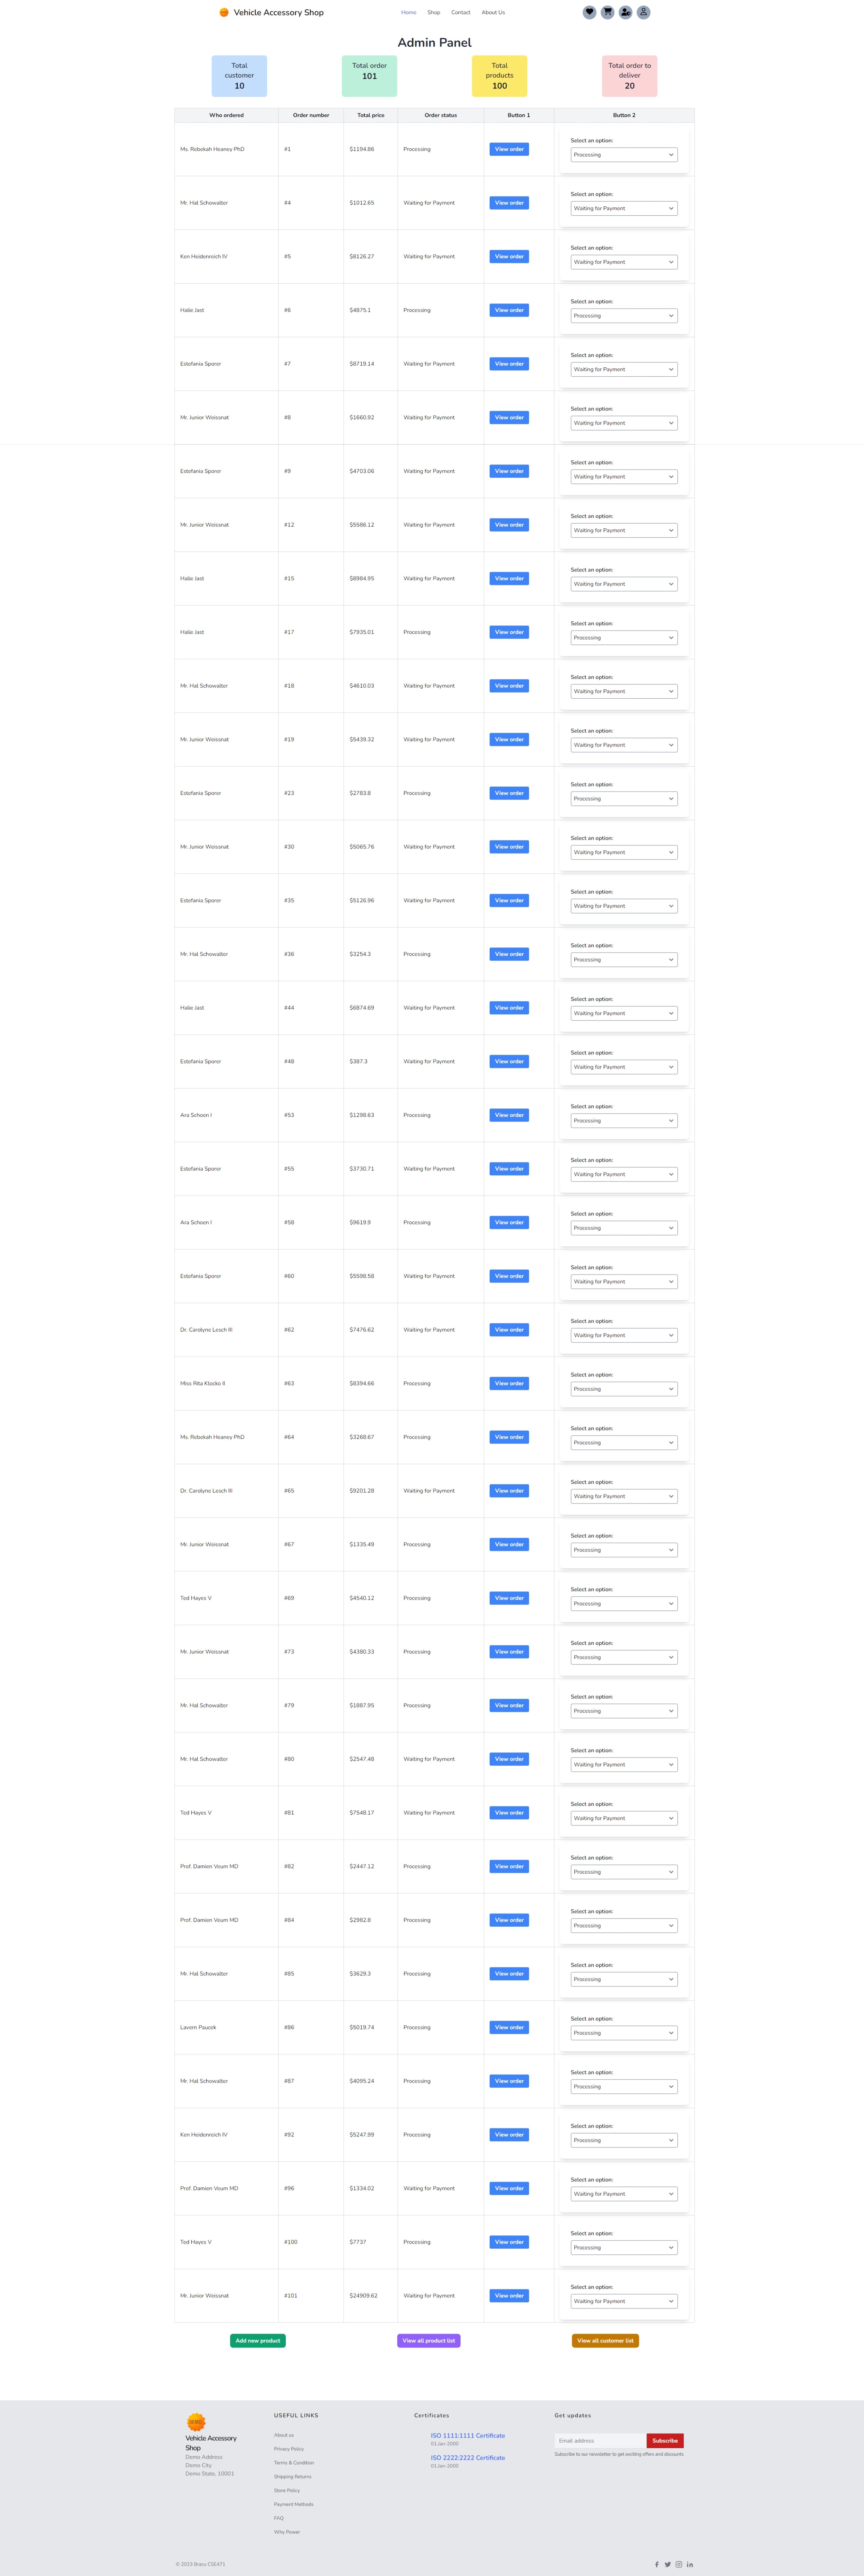 Vehicle Accessory Shop
Home Shop Contact About Us
Admin Panel
Total customer
10
Total order
101
Total products
100
Total order to deliver
20
Who ordered Order number Total price Order status Button 1 Button 2
Select an option:
Ms. Rebekah Heaney PhD #1 $1194.86 Processing View order Processing
Select an option:
Mr. Hal Schowalter #4 $1012.65 Waiting for Payment View order Waiting for Payment
Select an option:
Ken Heidenreich IV #5 $8126.27 Waiting for Payment View order Waiting for Payment
Select an option:
Halie Jast #6 $4875.1 Processing View order Processing
Select an option:
Estefania Sporer #7 $8719.14 Waiting for Payment View order Waiting for Payment
Select an option:
Mr. Junior Weissnat #8 $1660.92 Waiting for Payment View order Waiting for Payment
Select an option:
Estefania Sporer #9 $4703.06 Waiting for Payment View order Waiting for Payment
Select an option:
Mr. Junior Weissnat #12 $5586.12 Waiting for Payment View order Waiting for Payment
Select an option:
Halie Jast #15 $8984.95 Waiting for Payment View order Waiting for Payment
Select an option:
Halie Jast #17 $7935.01 Processing View order Processing
Select an option:
Mr. Hal Schowalter #18 $4610.03 Waiting for Payment View order Waiting for Payment
Select an option:
Mr. Junior Weissnat #19 $5439.32 Waiting for Payment View order Waiting for Payment
Select an option:
Estefania Sporer #23 $2783.8 Processing View order Processing
Select an option:
Mr. Junior Weissnat #30 $5065.76 Waiting for Payment View order Waiting for Payment
Select an option:
Estefania Sporer #35 $5126.96 Waiting for Payment View order Waiting for Payment
Select an option:
Mr. Hal Schowalter #36 $3254.3 Processing View order Processing
Select an option:
Halie Jast #44 $6874.69 Waiting for Payment View order Waiting for Payment
Select an option:
Estefania Sporer #48 $387.3 Waiting for Payment View order Waiting for Payment
Select an option:
Ara Schoen I #53 $1298.63 Processing View order Processing
Select an option:
Estefania Sporer #55 $3730.71 Waiting for Payment View order Waiting for Payment
Select an option:
Ara Schoen I #58 $9619.9 Processing View order Processing
Select an option:
Estefania Sporer #60 $5598.58 Waiting for Payment View order Waiting for Payment
Select an option:
Dr. Carolyne Lesch III #62 $7476.62 Waiting for Payment View order Waiting for Payment
Select an option:
Miss Rita Klocko II #63 $8394.66 Processing View order Processing
Select an option:
Ms. Rebekah Heaney PhD #64 $3268.67 Processing View order Processing
Select an option:
Dr. Carolyne Lesch III #65 $9201.28 Waiting for Payment View order Waiting for Payment
Select an option:
Mr. Junior Weissnat #67 $1335.49 Processing View order Processing
Select an option:
Ted Hayes V #69 $4540.12 Processing View order Processing
Select an option:
Mr. Junior Weissnat #73 $4380.33 Processing View order Processing
Select an option:
Mr. Hal Schowalter #79 $1887.95 Processing View order Processing
Select an option:
Mr. Hal Schowalter #80 $2547.48 Waiting for Payment View order Waiting for Payment
Select an option:
Ted Hayes V #81 $7548.17 Waiting for Payment View order Waiting for Payment
Select an option:
Prof. Damien Veum MD #82 $2447.12 Processing View order Processing
Select an option:
Prof. Damien Veum MD #84 $2982.8 Processing View order Processing
Select an option:
Mr. Hal Schowalter #85 $3629.3 Processing View order Processing
Select an option:
Lavern Paucek #86 $5019.74 Processing View order Processing
Select an option:
Mr. Hal Schowalter #87 $4095.24 Processing View order Processing
Select an option:
Ken Heidenreich IV #92 $5247.99 Processing View order Processing
Select an option:
Prof. Damien Veum MD #96 $1334.02 Waiting for Payment View order Waiting for Payment
Select an option:
Ted Hayes V #100 $7737 Processing View order Processing
Select an option:
Mr. Junior Weissnat #101 $24909.62 Waiting for Payment View order Waiting for Payment
Add new product View all product list View all customer list
Vehicle Accessory
Shop
Demo Address
Demo City
Demo State, 10001
USEFUL LINKS
About us
Privacy Policy
Terms & Condition
Shipping Returns
Store Policy
Payment Methods
FAQ
Why Power
Certificates
ISO 1111:1111 Certificate
01.Jan 2000
ISO 2222:2222 Certificate
01.Jan 2000
Get updates
Email address Subscribe
Subscribe to our newsletter to get exciting offers and discounts
© 2023 Bracu CSE471